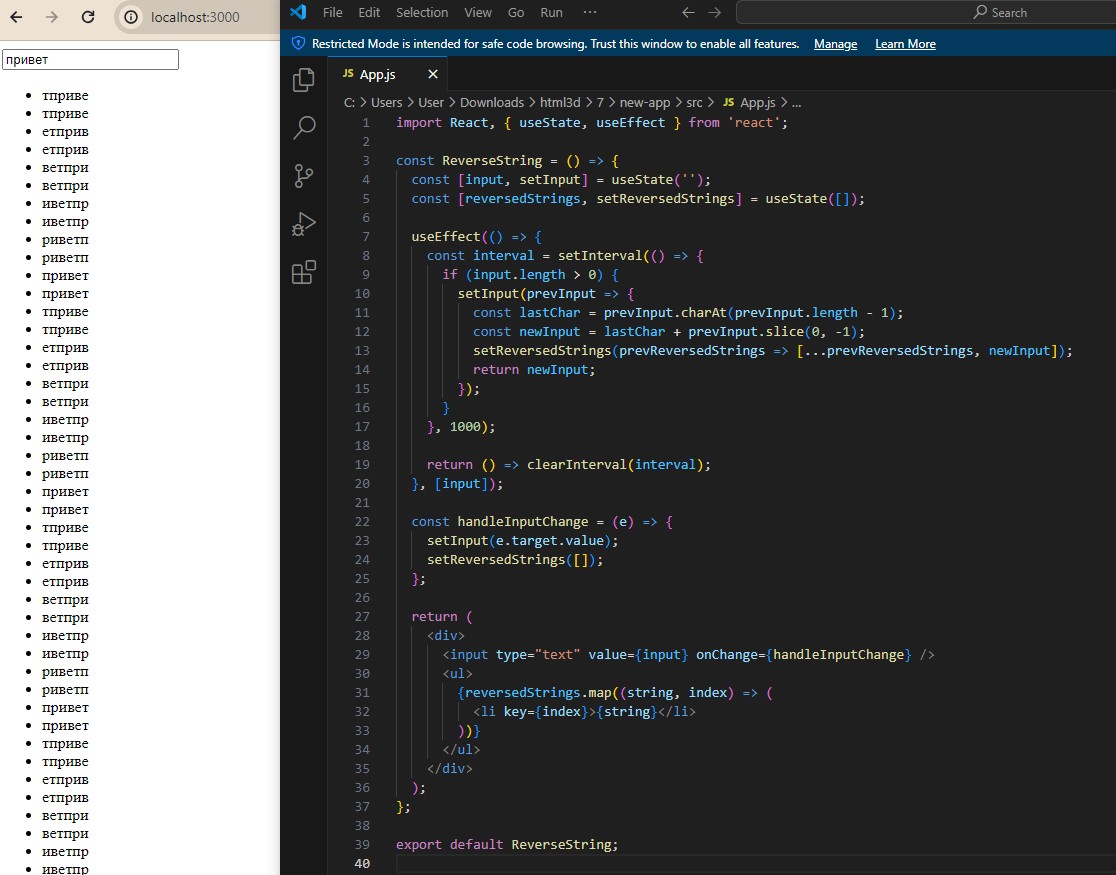 localhost:3000
привет
• тприве
• тприве
• етприв
• етприв
• ветпри
• ветпри
• иветпр
• иветпр
• риветп
• риветп
• привет
• привет
• тприве
• тприве
• етприв
• етприв
• ветпри
• ветпри
• иветпр
• иветпр
• риветп
• риветп
• привет
• привет
• тприве
• тприве
• етприв
• етприв
• ветпри
• ветпри
• иветпр
• иветпр
• риветп
• риветп
• привет
• привет
• тприве
• тприве
• етприв
• етприв
• ветпри
• ветпри
• иветпр
• иветпр
File Edit Selection View Go Run ··· Search
Restricted Mode is intended for safe code browsing. Trust this window to enable all features. Manage Learn More
JS App.js
C: > Users > User > Downloads > html3d > 7 > new-app > src > JS App.js > ...
1 import React, { useState, useEffect } from 'react';
2
3 const ReverseString = () => {
4 const [input, setInput] = useState('');
5 const [reversedStrings, setReversedStrings] = useState([]);
6
7 useEffect(() => {
8 const interval = setInterval(() => {
9 if (input.length > 0) {
10 setInput(prevInput => {
11 const lastChar = prevInput.charAt(prevInput.length - 1);
12 const newInput = lastChar + prevInput.slice(0, -1);
13 setReversedStrings(prevReversedStrings => [...prevReversedStrings, newInput]);
14 return newInput;
15 });
16 }
17 }, 1000);
18
19 return () => clearInterval(interval);
20 }, [input]);
21
22 const handleInputChange = (e) => {
23 setInput(e.target.value);
24 setReversedStrings([]);
25 };
26
27 return (
28 <div>
29 <input type="text" value={input} onChange={handleInputChange} />
30 <ul>
31 {reversedStrings.map((string, index) => (
32 <li key={index}>{string}</li>
33 ))}
34 </ul>
35 </div>
36 );
37 };
38
39 export default ReverseString;
40